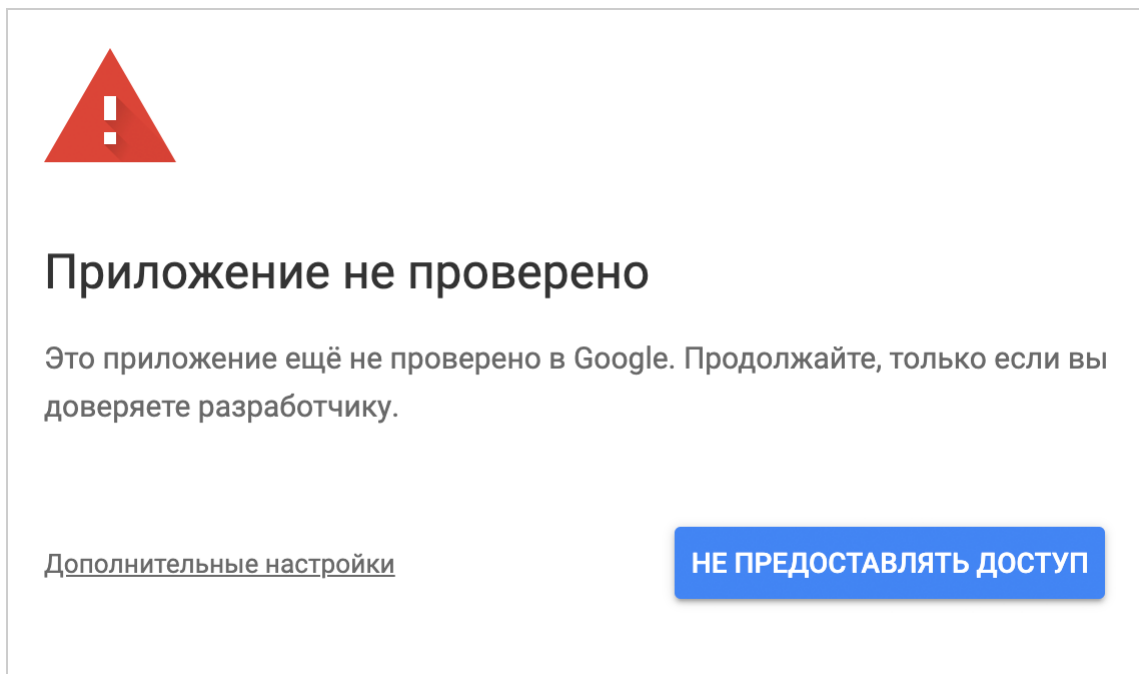 Приложение не проверено
Это приложение ещё не проверено в Google. Продолжайте, только если вы
доверяете разработчику.
Дополнительные настройки
НЕ ПРЕДОСТАВЛЯТЬ ДОСТУП